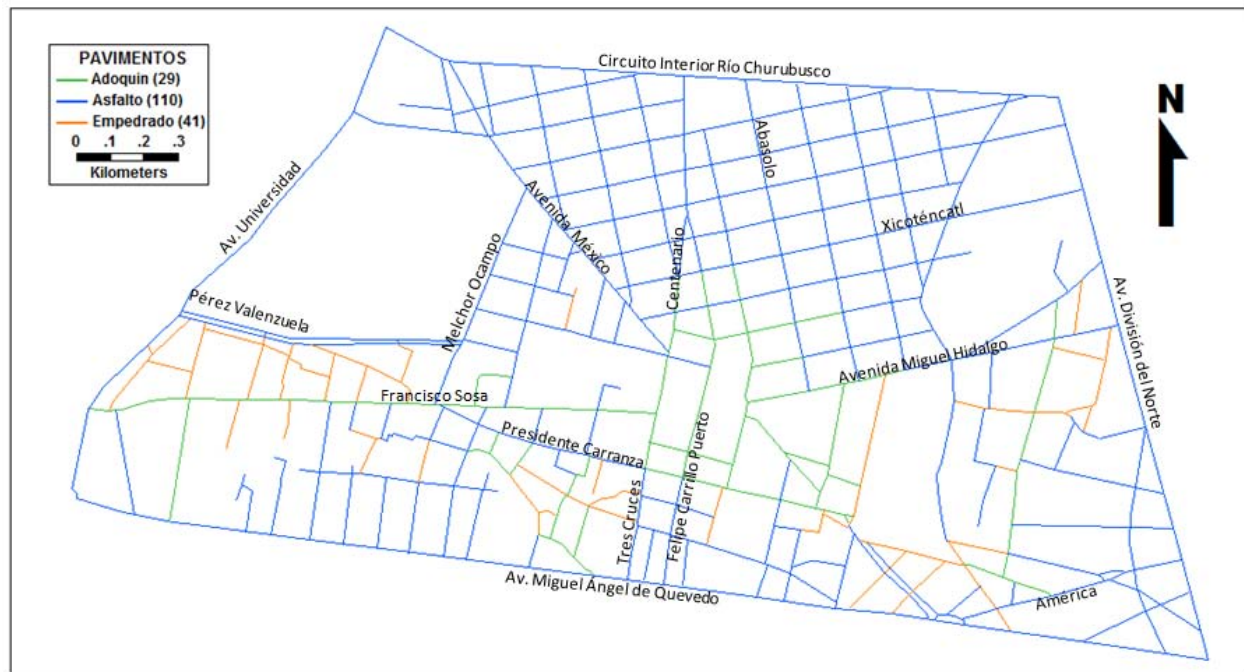 PAVIMENTOS
Adoquin (29)
Asfalto (110)
Empedrado (41)
0 .1 .2 .3
Kilometers
Circuito Interior Río Churubusco
N
Abasolo
Av. Universidad
Avenida México
Xicoténcatl
Melchor Ocampo
Centenario
Pérez Valenzuela
Av. División del Norte
Avenida Miguel Hidalgo
Francisco Sosa
Presidente Carranza
Felipe Carrillo Puerto
Tres Cruces
Av. Miguel Ángel de Quevedo
América